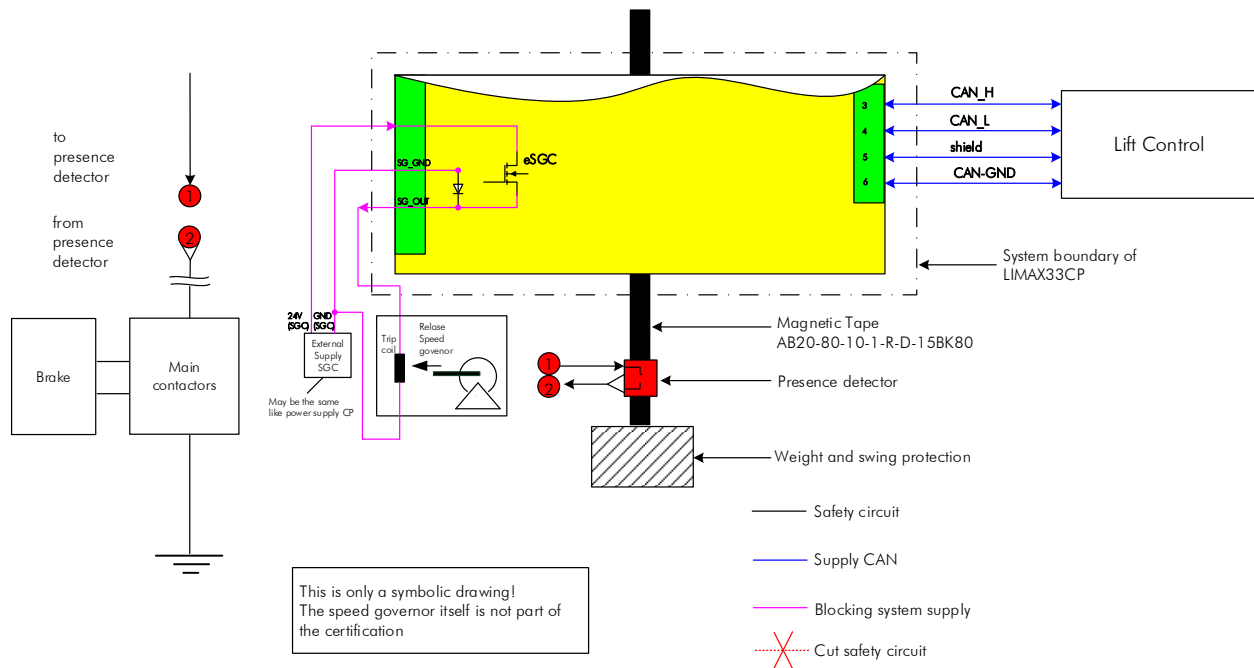 to
presence
detector
1
from
presence
detector
2
Brake
Main
contactors
24V GND
(SGC) (SGC)
External
Supply
SGC
May be the same
like power supply CP
SG_GND
SG_OUT
eSGC
Trip
coil
Relase
Speed
govenor
3
4
5
6
CAN_H
CAN_L
shield
CAN-GND
Lift Control
System boundary of
LIMAX33CP
Magnetic Tape
AB20-80-10-1-R-D-15BK80
1
2
Presence detector
Weight and swing protection
Safety circuit
Supply CAN
Blocking system supply
Cut safety circuit
This is only a symbolic drawing!
The speed governor itself is not part of
the certification